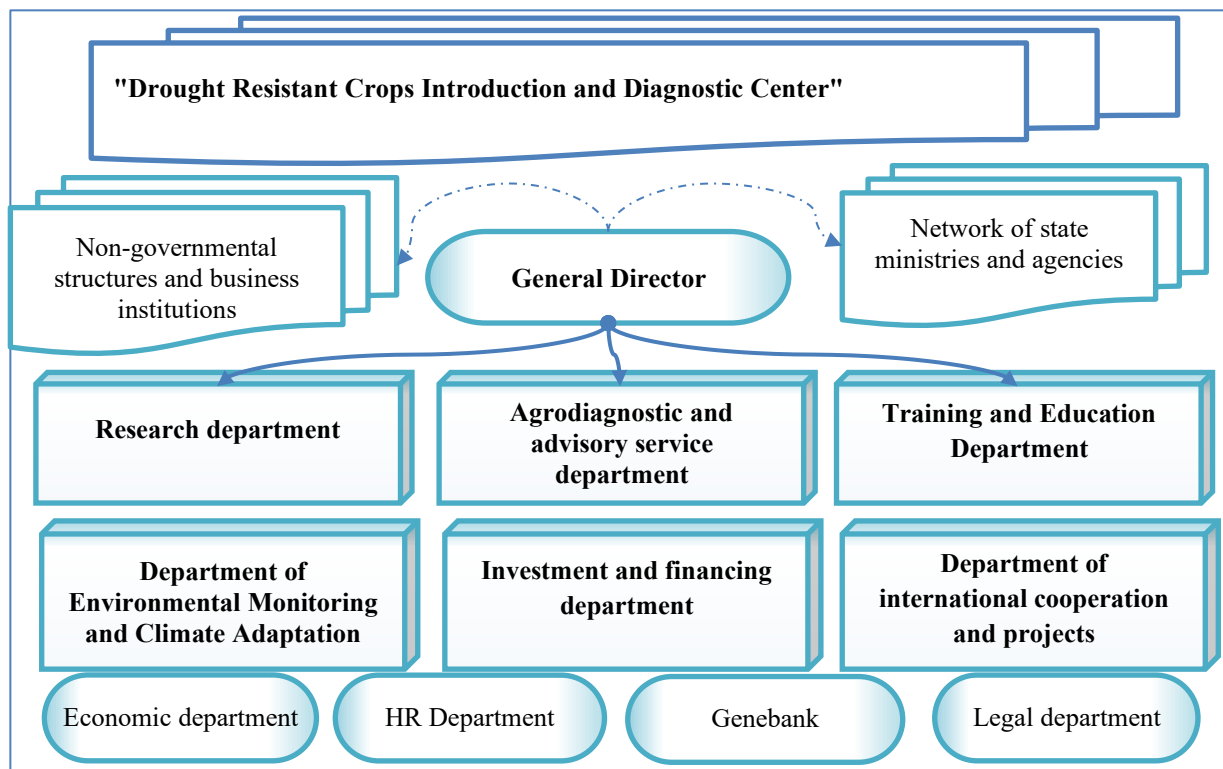 "Drought Resistant Crops Introduction and Diagnostic Center"
Non-governmental
structures and business
institutions
General Director
Network of state
ministries and agencies
Research department
Agrodiagnostic and
advisory service
department
Training and Education
Department
Department of
Environmental Monitoring
and Climate Adaptation
Investment and financing
department
Department of
international cooperation
and projects
Economic department
HR Department
Genebank
Legal department